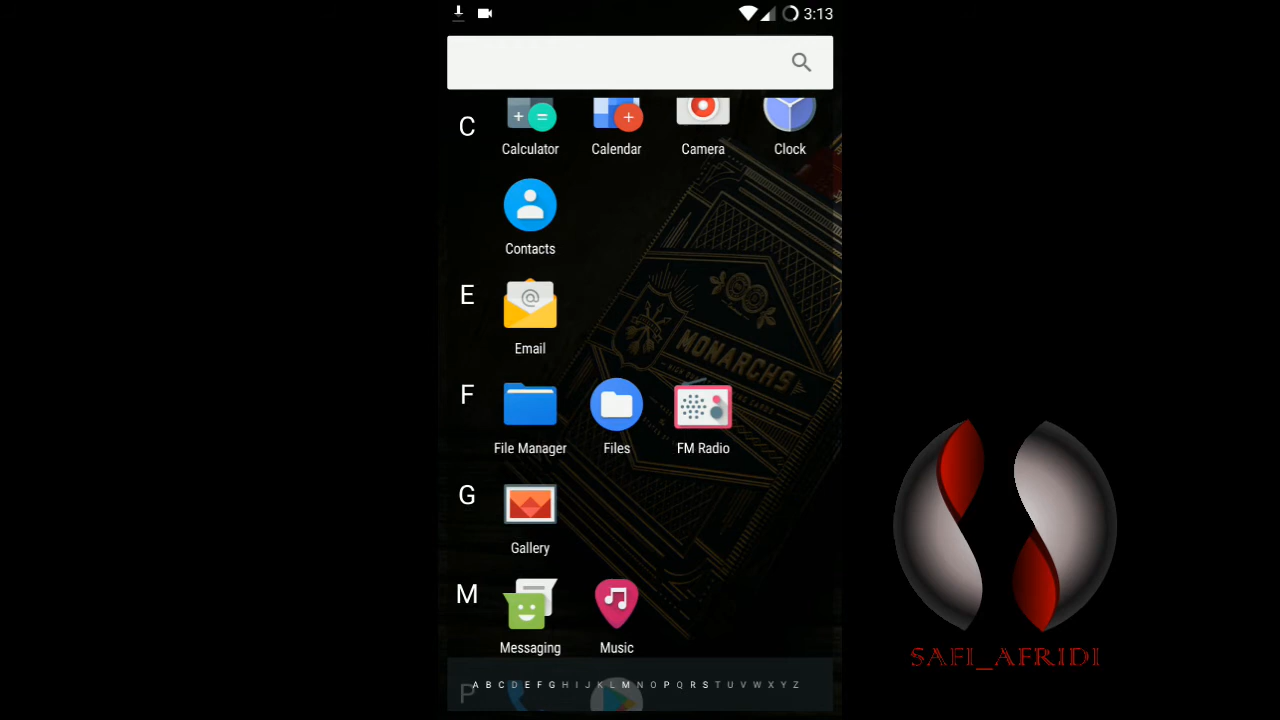 3:13
C
Calculator Calendar Camera Clock
Contacts
E
@
Email
MONARCHS
F
File Manager Files FM Radio
G
Gallery
M
Messaging Music
SAFI_AFRIDI
P
A B C D E F G H I J K L M N O P Q R S T U V W X Y Z